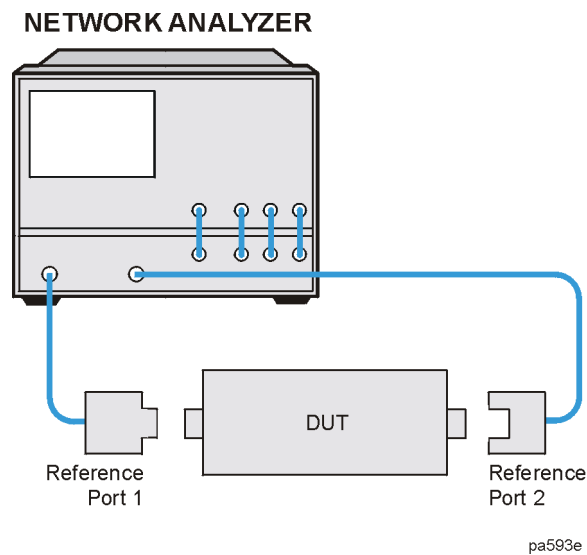 NETWORK ANALYZER
DUT
Reference
Port 1
Reference
Port 2
pa593e